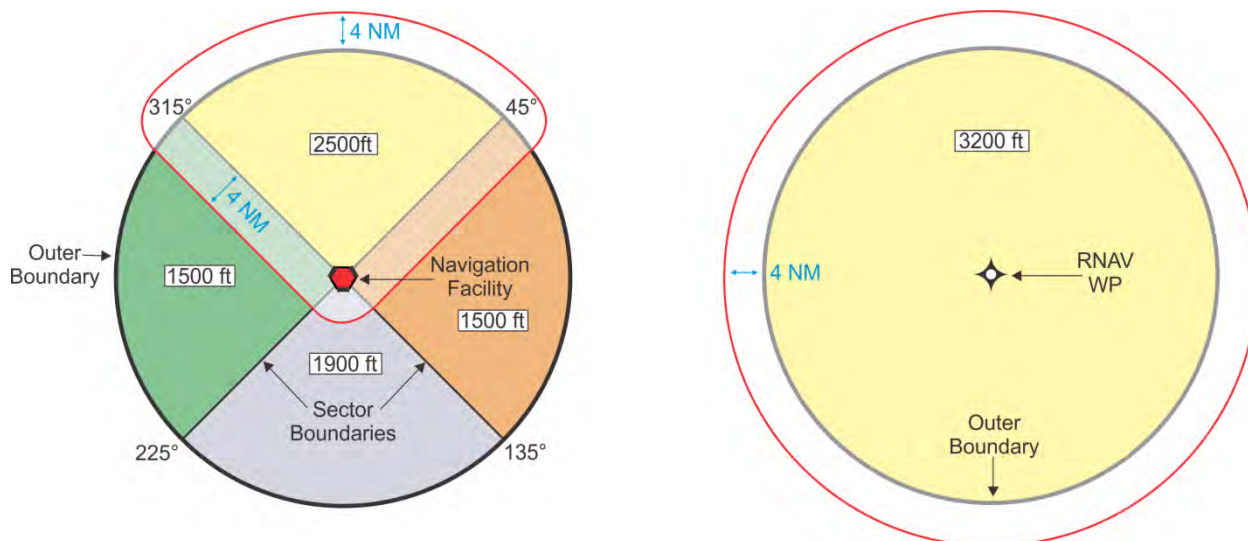 4 NM
315°
45°
2500ft
4 NM
Outer
Boundary
1500 ft
Navigation
Facility
1500 ft
1900 ft
Sector
Boundaries
225°
135°
3200 ft
4 NM
RNAV
WP
Outer
Boundary